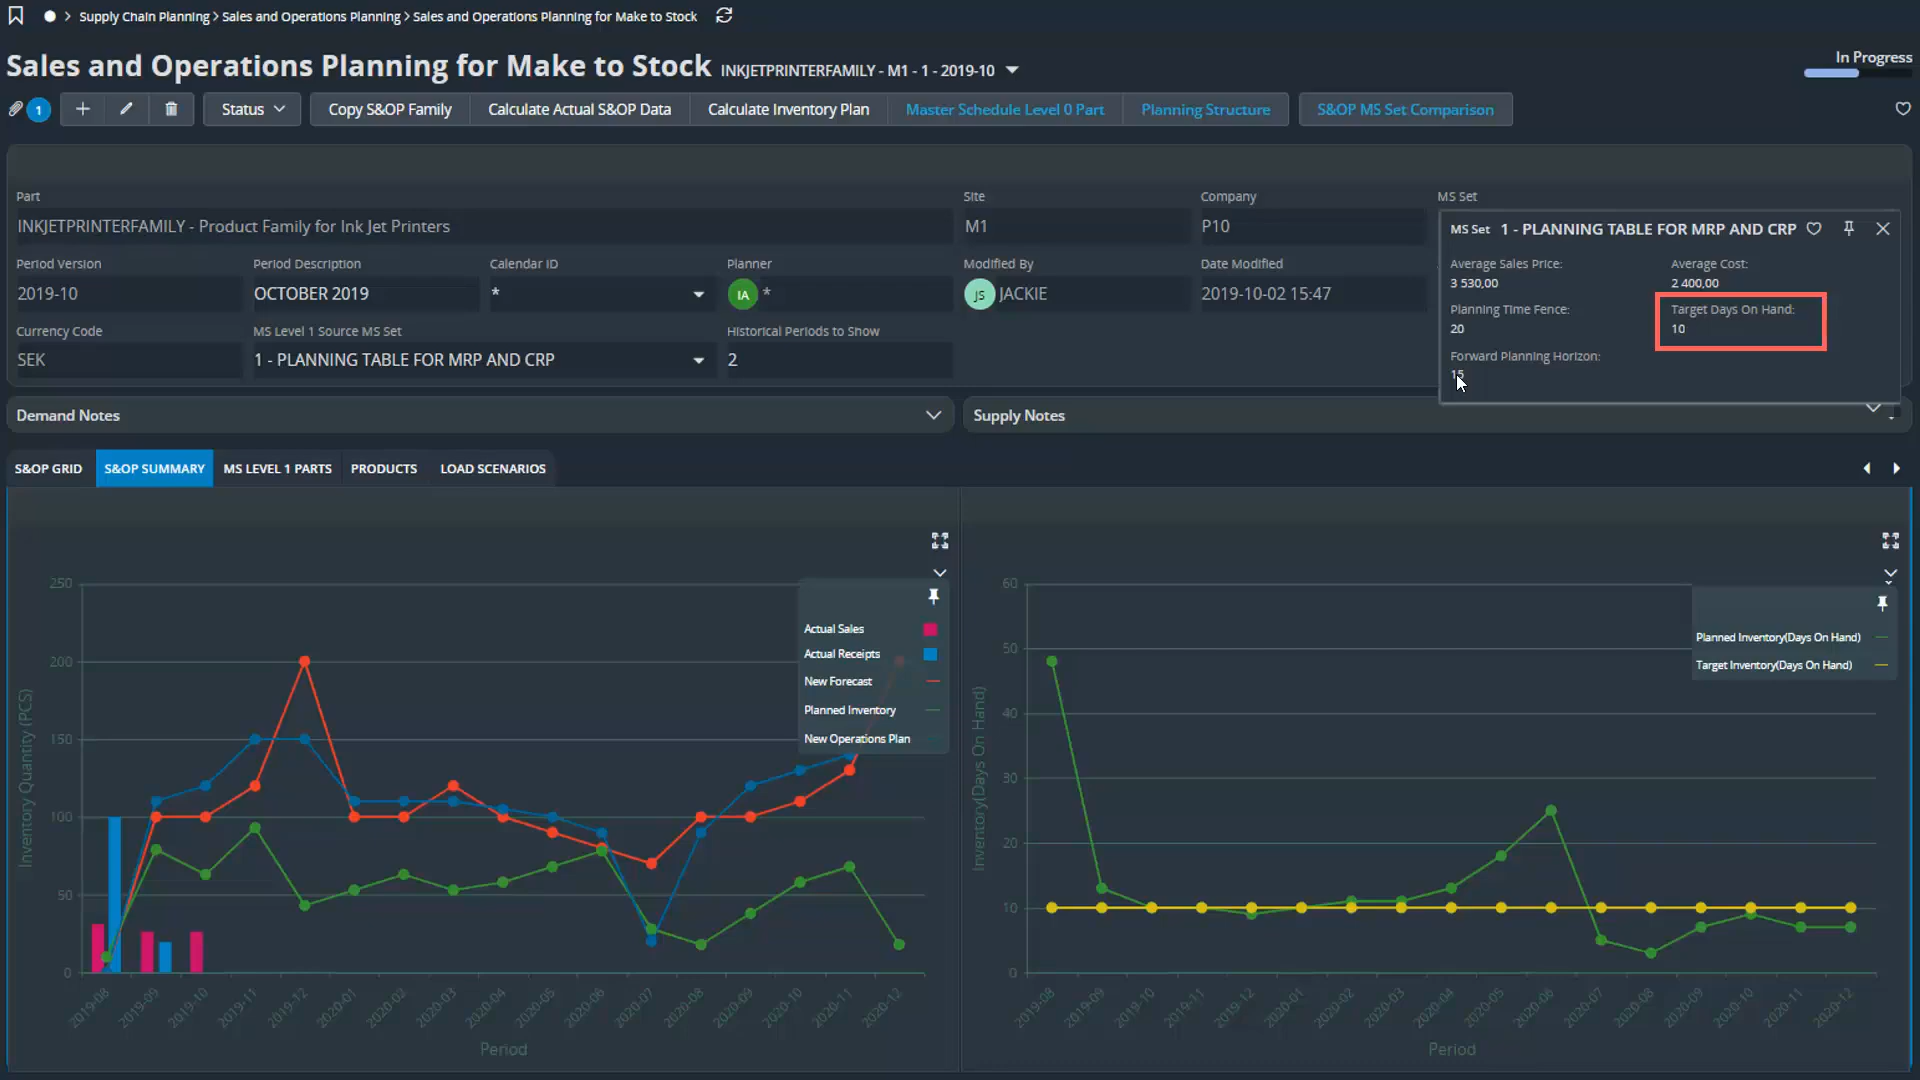 Supply Chain Planning > Sales and Operations Planning > Sales and Operations Planning for Make to Stock
Sales and Operations Planning for Make to Stock INKJETPRINTERFAMILY - M1 - 1 - 2019-10
In Progress
1
Status
Copy S&OP Family
Calculate Actual S&OP Data
Calculate Inventory Plan
Master Schedule Level 0 Part
Planning Structure
S&OP MS Set Comparison
Part
INKJETPRINTERFAMILY - Product Family for Ink Jet Printers
Site
M1
Company
P10
MS Set
MS Set 1 - PLANNING TABLE FOR MRP AND CRP
Average Sales Price:
3 530,00
Average Cost:
2 400,00
Planning Time Fence:
20
Target Days On Hand:
10
Forward Planning Horizon:
15
Period Version
2019-10
Period Description
OCTOBER 2019
Calendar ID
*
Planner
IA *
Modified By
JS JACKIE
Date Modified
2019-10-02 15:47
Currency Code
SEK
MS Level 1 Source MS Set
1 - PLANNING TABLE FOR MRP AND CRP
Historical Periods to Show
2
Demand Notes
Supply Notes
S&OP GRID
S&OP SUMMARY
MS LEVEL 1 PARTS
PRODUCTS
LOAD SCENARIOS
Inventory Quantity (PCS)
250
200
150
100
50
0
Actual Sales
Actual Receipts
New Forecast
Planned Inventory
New Operations Plan
2019-08
2019-09
2019-10
2019-11
2019-12
2020-01
2020-02
2020-03
2020-04
2020-05
2020-06
2020-07
2020-08
2020-09
2020-10
2020-11
2020-12
Period
Inventory(Days On Hand)
60
50
40
30
20
10
0
Planned Inventory(Days On Hand)
Target Inventory(Days On Hand)
2019-08
2019-09
2019-10
2019-11
2019-12
2020-01
2020-02
2020-03
2020-04
2020-05
2020-06
2020-07
2020-08
2020-09
2020-10
2020-11
2020-12
Period